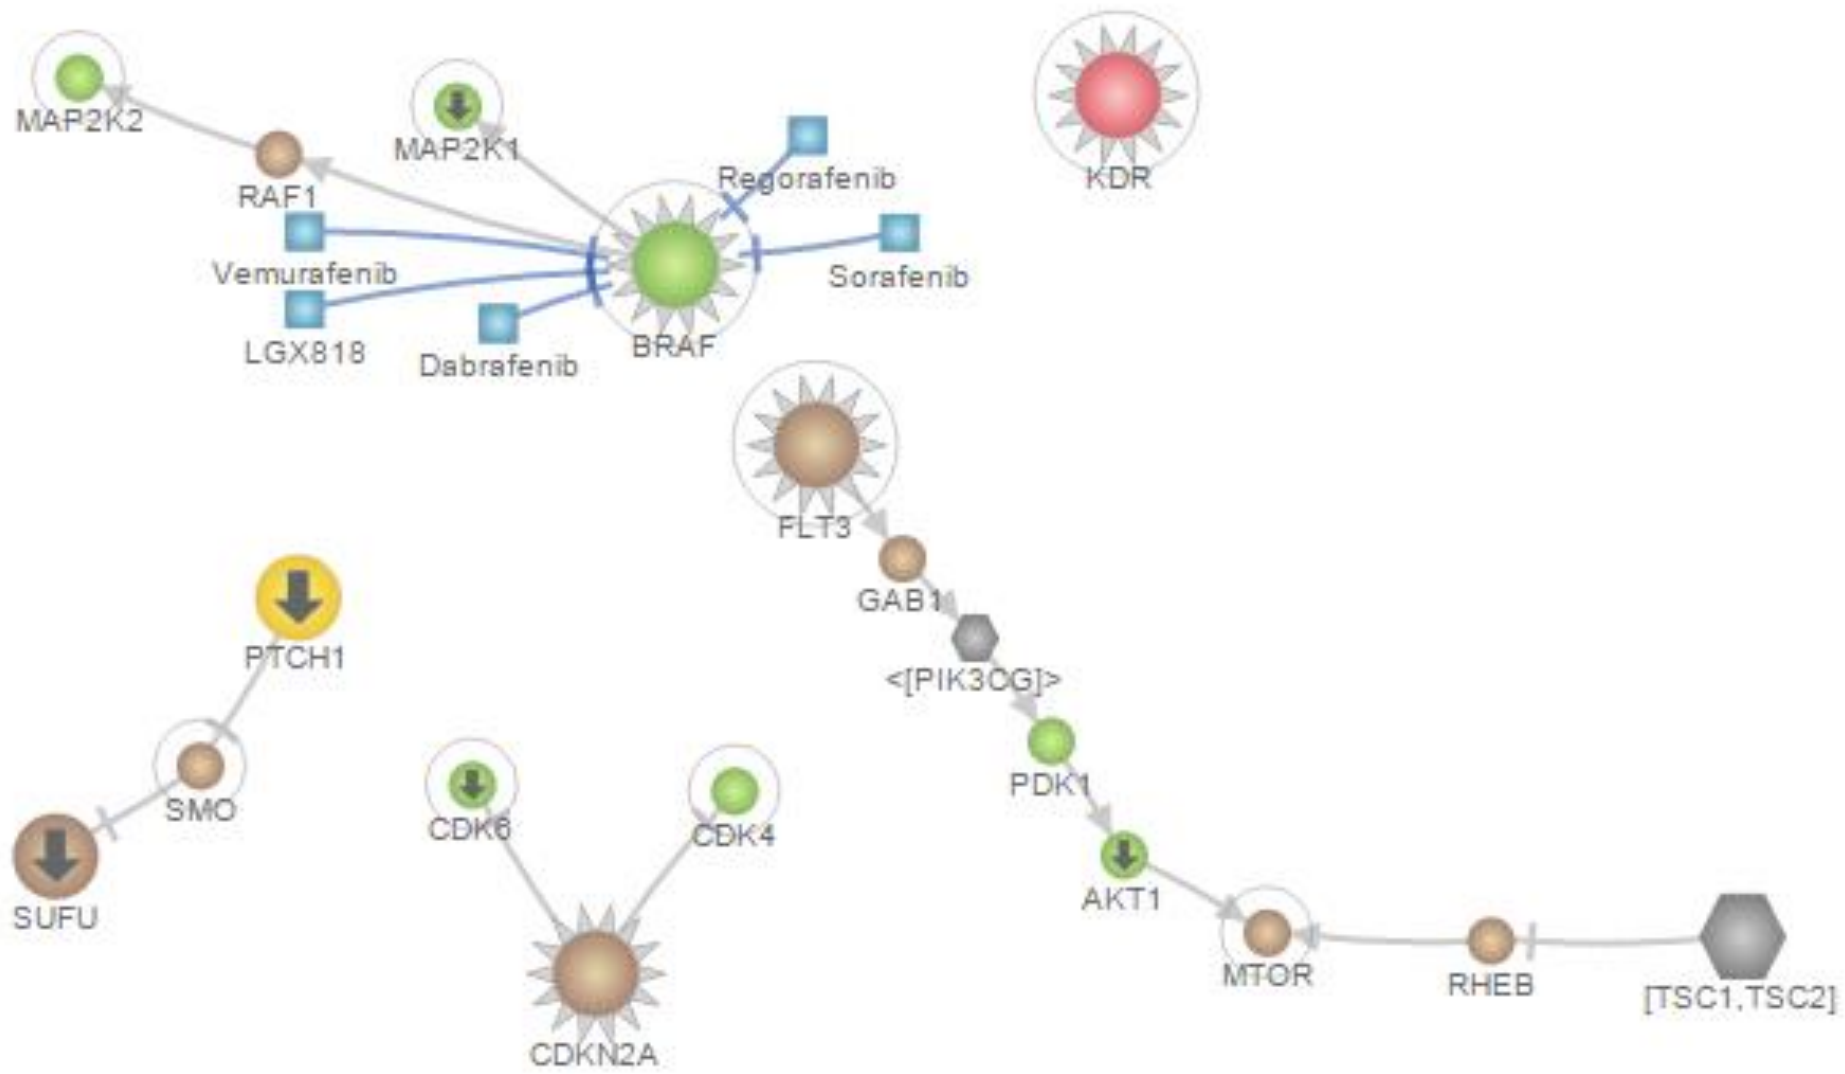 MAP2K2
MAP2K1
RAF1
Regorafenib
KDR
Vemurafenib
Sorafenib
LGX818
Dabrafenib
BRAF
FLT3
GAB1
PTCH1
<[PIK3CG]>
PDK1
SMO
CDK6
CDK4
AKT1
SUFU
MTOR
RHEB
[TSC1,TSC2]
CDKN2A